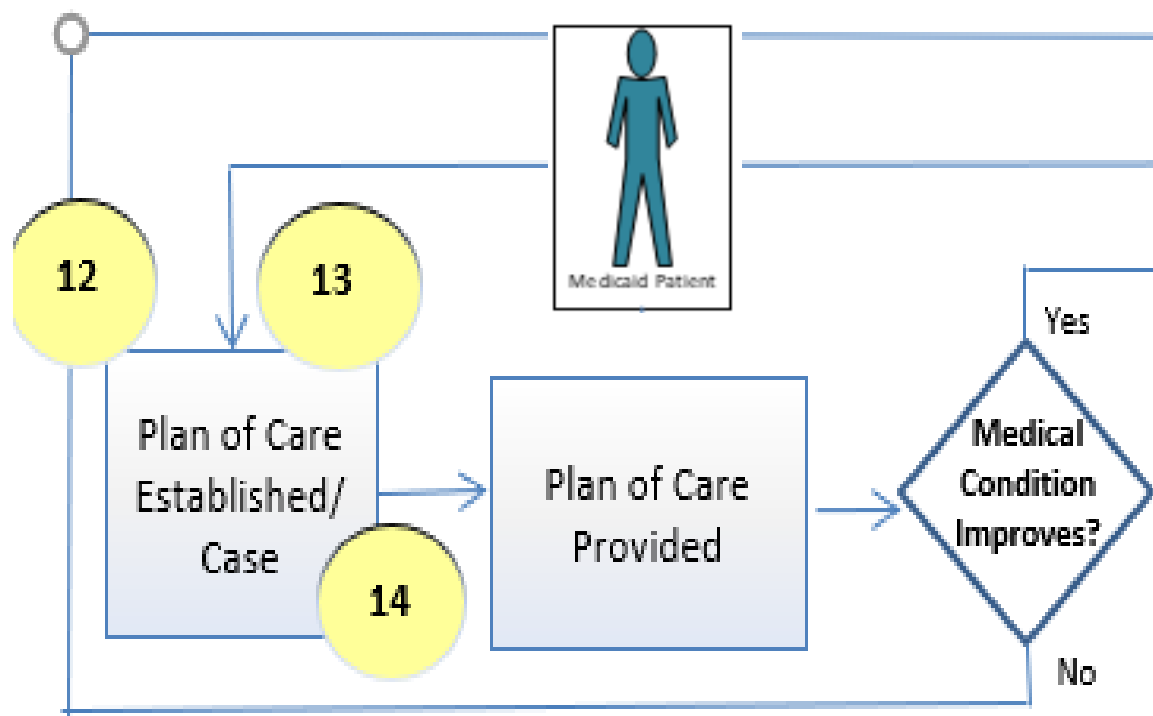 Medicaid Patient
12
13
Yes
Plan of Care
Established/
Case
14
Plan of Care
Provided
Medical
Condition
Improves?
No